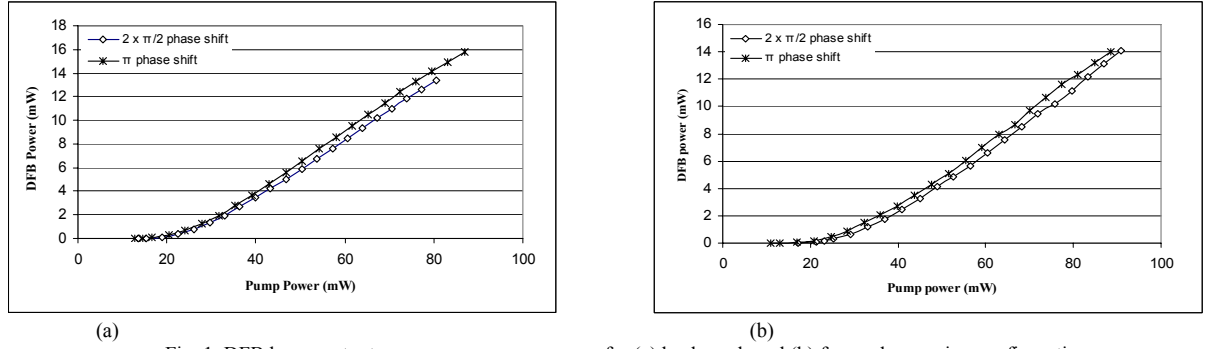 18
16
14
12
10
8
6
4
2
0
DFB Power (mW)
2 x π/2 phase shift
π phase shift
0 20 40 60 80 100
Pump Power (mW)
(a)
16
14
12
10
8
6
4
2
0
DFB power (mW)
2 x π/2 phase shift
π phase shift
0 20 40 60 80 100
Pump power (mW)
(b)